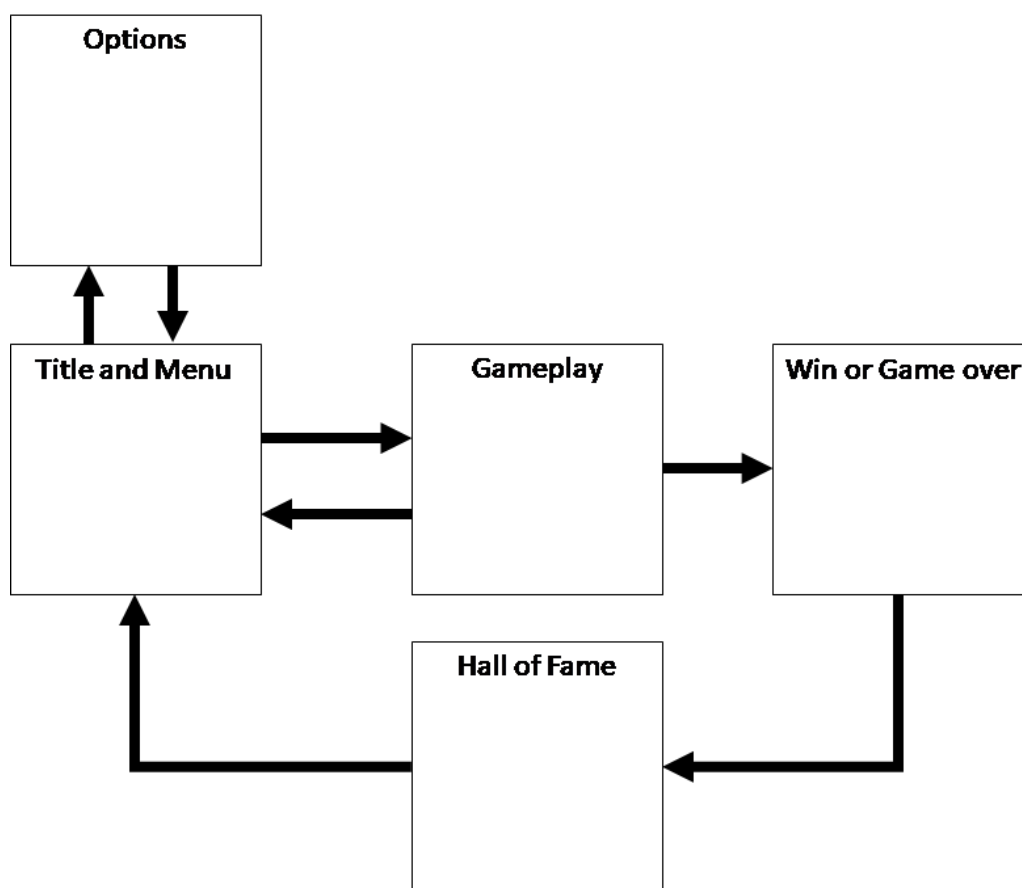 Options
Title and Menu
Gameplay
Win or Game over
Hall of Fame